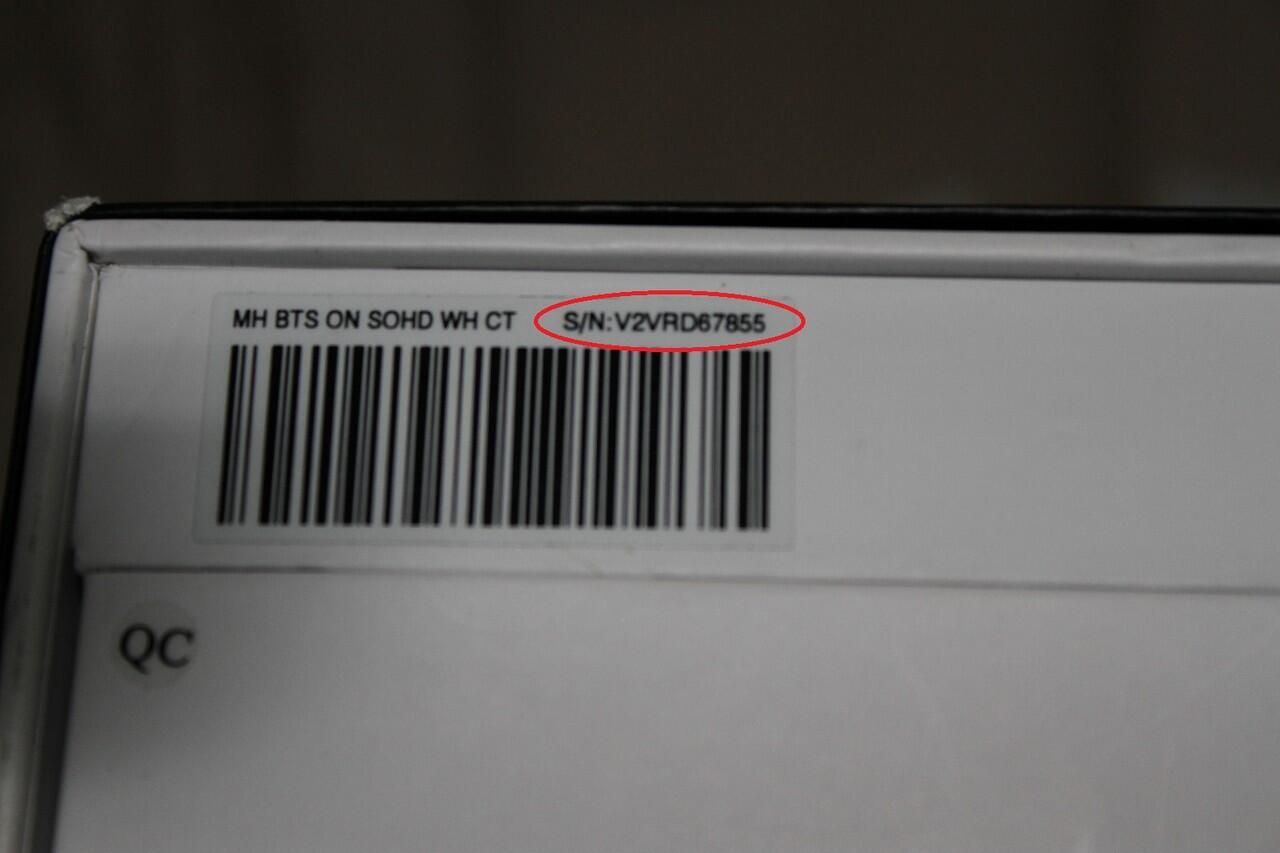 MH BTS ON SOHD WH CT S/N:V2VRD67855
QC